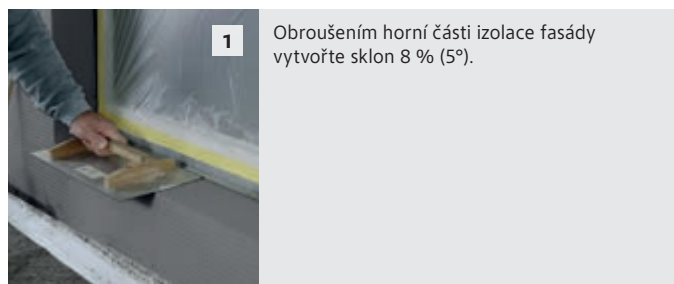 1
Obroušením horní části izolace fasády
vytvořte sklon 8 % (5°).